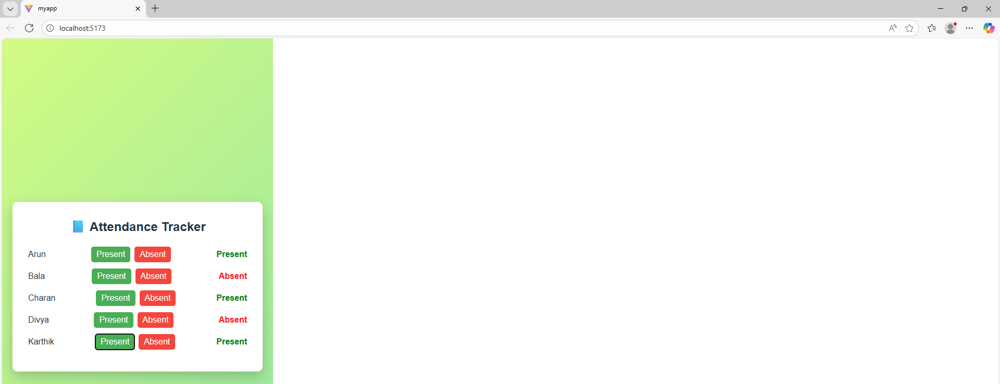 myapp
localhost:5173
📘 Attendance Tracker
Arun Present Absent Present
Bala Present Absent Absent
Charan Present Absent Present
Divya Present Absent Absent
Karthik Present Absent Present